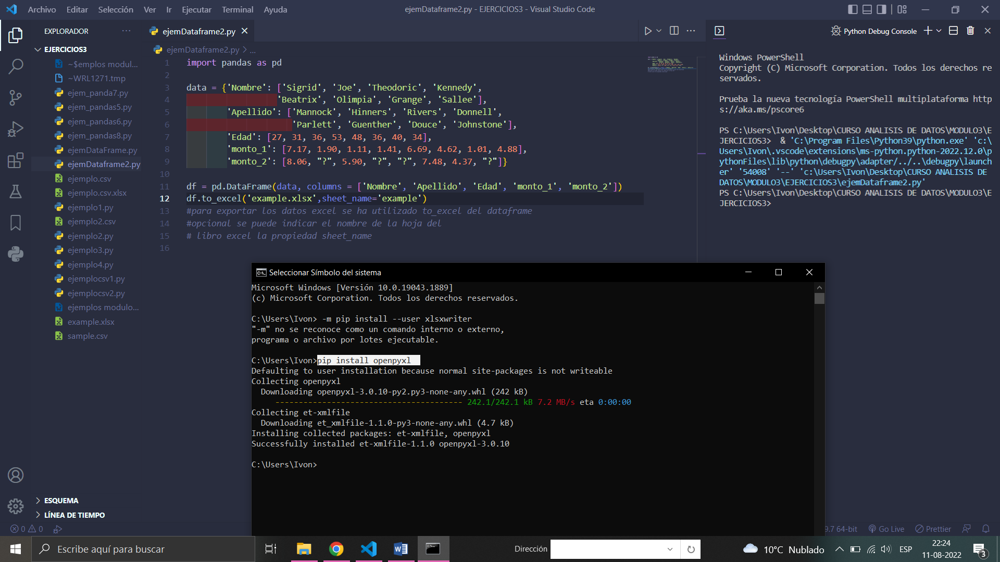 Archivo Editar Selección Ver Ir Ejecutar Terminal Ayuda
ejemDataframe2.py - EJERCICIOS3 - Visual Studio Code
EXPLORADOR
EJERCICIOS3
~$emplos modul...
~WRL1271.tmp
ejem_panda7.py
ejem_pandas5.py
ejem_pandas6.py
ejem_pandas8.py
ejemDataFrame.py
ejemDataframe2.py
ejemplo.csv
ejemplo.csv.xlsx
ejemplo1.py
ejemplo2.csv
ejemplo2.py
ejemplo3.py
ejemplo4.py
ejemplocsv1.py
ejemplocsv2.py
ejemplos modulo...
example.xlsx
sample.csv
ESQUEMA
LÍNEA DE TIEMPO
ejemDataframe2.py
ejemDataframe2.py > ...
1 import pandas as pd
2
3 data = {'Nombre': ['Sigrid', 'Joe', 'Theodoric', 'Kennedy',
4 'Beatrix', 'Olimpia', 'Grange', 'Sallee'],
5 'Apellido': ['Mannock', 'Hinners', 'Rivers', 'Donnell',
6 'Parlett', 'Guenther', 'Douce', 'Johnstone'],
7 'Edad': [27, 31, 36, 53, 48, 36, 40, 34],
8 'monto_1': [7.17, 1.90, 1.11, 1.41, 6.69, 4.62, 1.01, 4.88],
9 'monto_2': [8.06, "?", 5.90, "?", "?", 7.48, 4.37, "?"]}
10
11 df = pd.DataFrame(data, columns = ['Nombre', 'Apellido', 'Edad', 'monto_1', 'monto_2'])
12 df.to_excel('example.xlsx',sheet_name='example')
13 #para exportar los datos excel se ha utilizado to_excel del dataframe
14 #opcional se puede indicar el nombre de la hoja del
15 # libro excel la propiedad sheet_name
16
Python Debug Console
Windows PowerShell
Copyright (C) Microsoft Corporation. Todos los derechos re
servados.
Prueba la nueva tecnología PowerShell multiplataforma http
s://aka.ms/pscore6
PS C:\Users\Ivon\Desktop\CURSO ANALISIS DE DATOS\MODULO3\E
JERCICIOS3>  & 'C:\Program Files\Python39\python.exe' 'c:\
Users\Ivon\.vscode\extensions\ms-python.python-2022.12.0\p
ythonFiles\lib\python\debugpy\adapter/../..\debugpy\launch
er' '54008' '--' 'c:\Users\Ivon\Desktop\CURSO ANALISIS DE
DATOS\MODULO3\EJERCICIOS3\ejemDataframe2.py'
PS C:\Users\Ivon\Desktop\CURSO ANALISIS DE DATOS\MODULO3\E
JERCICIOS3>
Seleccionar Símbolo del sistema
Microsoft Windows [Versión 10.0.19043.1889]
(c) Microsoft Corporation. Todos los derechos reservados.
C:\Users\Ivon> -m pip install --user xlsxwriter
"-m" no se reconoce como un comando interno o externo,
programa o archivo por lotes ejecutable.
C:\Users\Ivon>pip install openpyxl
Defaulting to user installation because normal site-packages is not writeable
Collecting openpyxl
Downloading openpyxl-3.0.10-py2.py3-none-any.whl (242 kB)
---------------------------------------- 242.1/242.1 kB 7.2 MB/s eta 0:00:00
Collecting et-xmlfile
Downloading et_xmlfile-1.1.0-py3-none-any.whl (4.7 kB)
Installing collected packages: et-xmlfile, openpyxl
Successfully installed et-xmlfile-1.1.0 openpyxl-3.0.10
C:\Users\Ivon>
0 0
9.7 64-bit Go Live Prettier
Escribe aquí para buscar
Dirección
10°C Nublado
ESP
22:24
11-08-2022
3